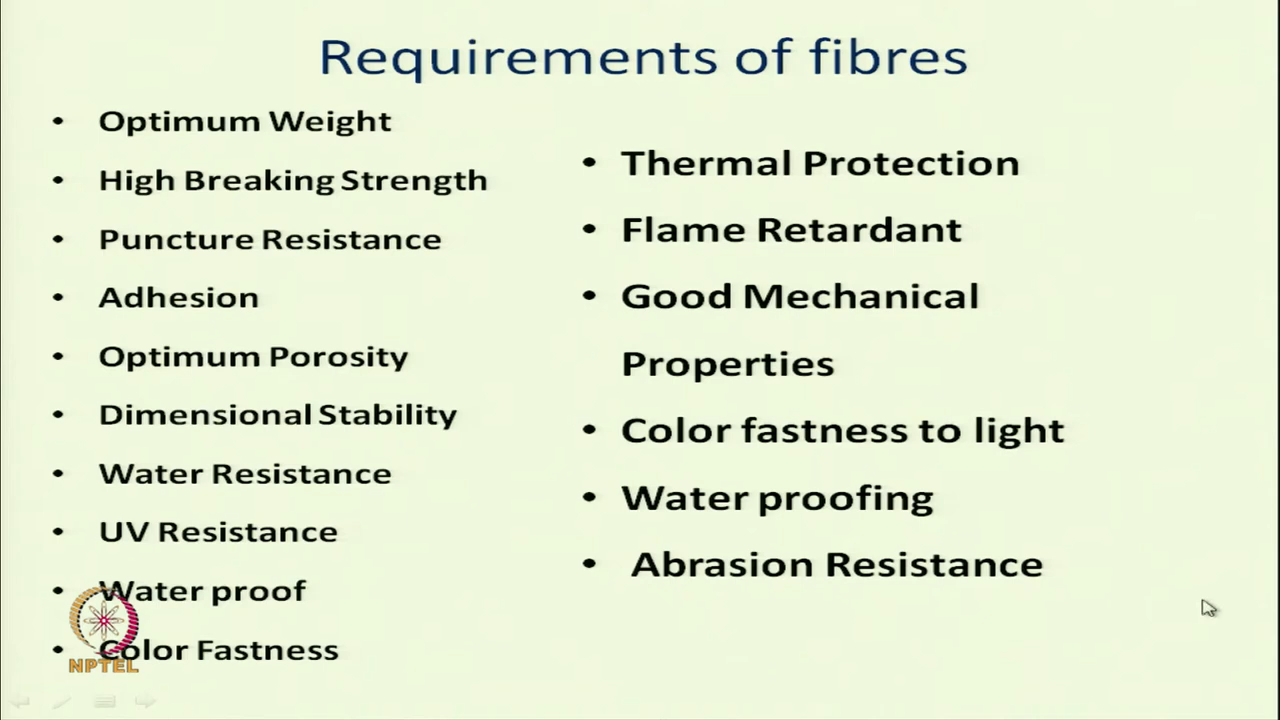 Requirements of fibres
• Optimum Weight
• High Breaking Strength
• Puncture Resistance
• Adhesion
• Optimum Porosity
• Dimensional Stability
• Water Resistance
• UV Resistance
• Water proof
• Color Fastness
NPTEL
• Thermal Protection
• Flame Retardant
• Good Mechanical
Properties
• Color fastness to light
• Water proofing
• Abrasion Resistance